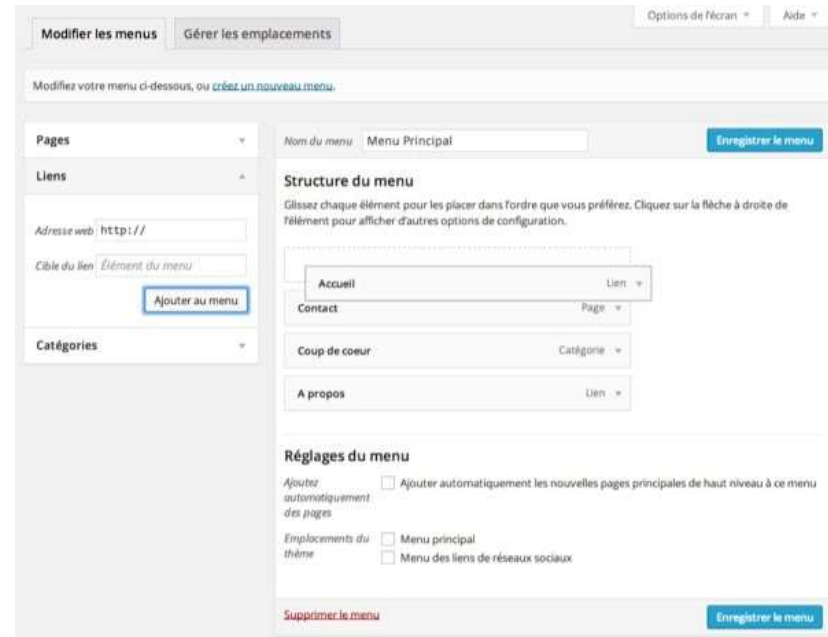 Options de l'écran
Aide
Modifier les menus
Gérer les emplacements
Modifiez votre menu ci-dessous, ou créez un nouveau menu.
Pages
Liens
Adresse web http://
Cible du lien Élément du menu
Ajouter au menu
Catégories
Nom du menu Menu Principal
Enregistrer le menu
Structure du menu
Glissez chaque élément pour les placer dans l'ordre que vous préférez. Cliquez sur la flèche à droite de
l'élément pour afficher d'autres options de configuration.
Accueil Lien
Contact Page
Coup de coeur Catégorie
A propos Lien
Réglages du menu
Ajoutez
automatiquement
des pages
Ajouter automatiquement les nouvelles pages principales de haut niveau à ce menu
Emplacements du
thème
Menu principal
Menu des liens de réseaux sociaux
Supprimer le menu
Enregistrer le menu